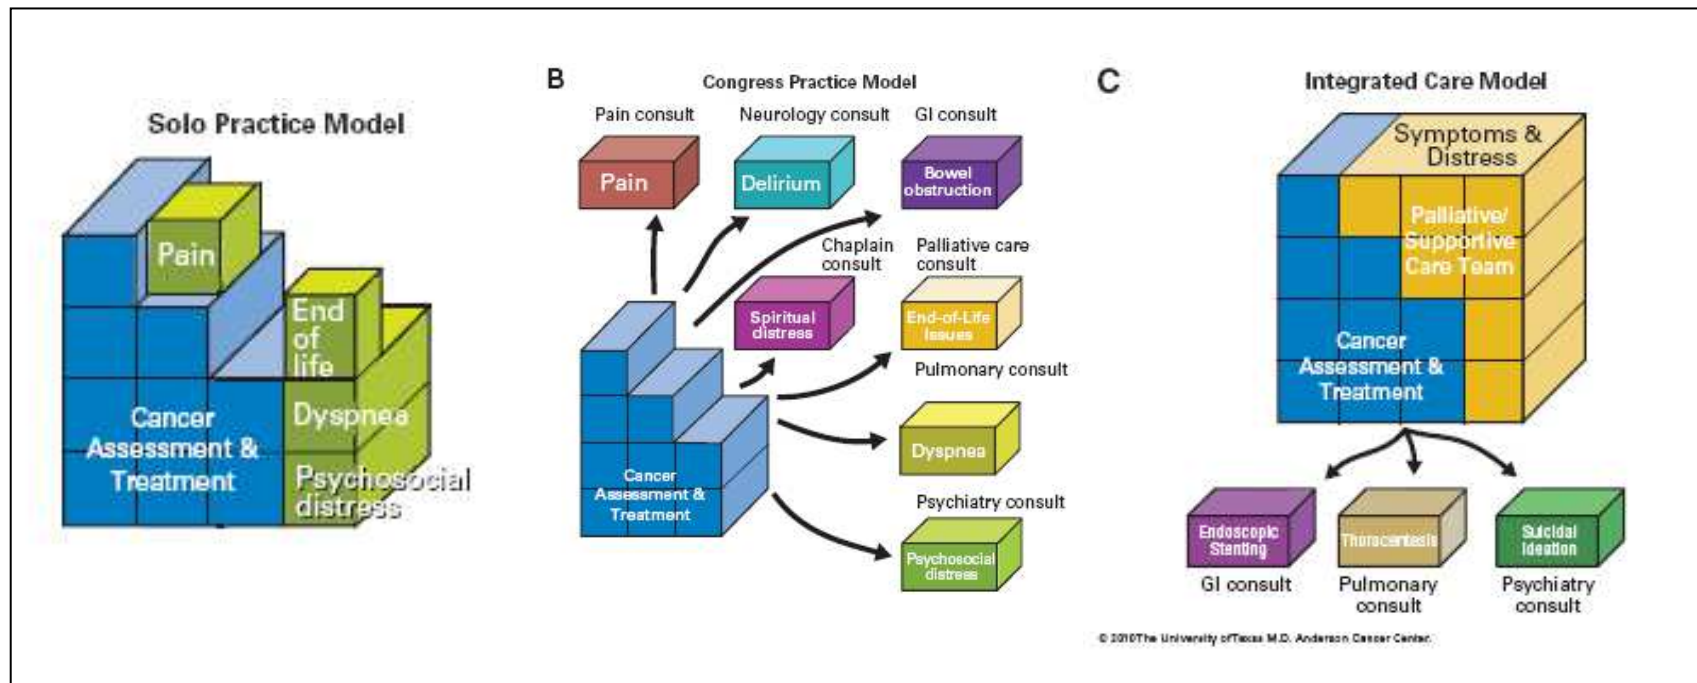 Solo Practice Model
Pain
End
of
life
Dyspnea
Psychosocial
distress
Cancer
Assessment &
Treatment
B
Congress Practice Model
Pain consult
Neurology consult
GI consult
Pain
Delirium
Bowel
obstruction
Chaplain
consult
Palliative care
consult
Spiritual
distress
End-of-Life
Issues
Pulmonary consult
Dyspnea
Cancer
Assessment &
Treatment
Psychiatry consult
Psychosocial
distress
C
Integrated Care Model
Symptoms &
Distress
Palliative/
Supportive
Care Team
Cancer
Assessment &
Treatment
Endoscopic
Stenting
Thoracentesis
Suicidal
Ideation
GI consult
Pulmonary
consult
Psychiatry
consult
© 2010 The University of Texas M.D. Anderson Cancer Center.